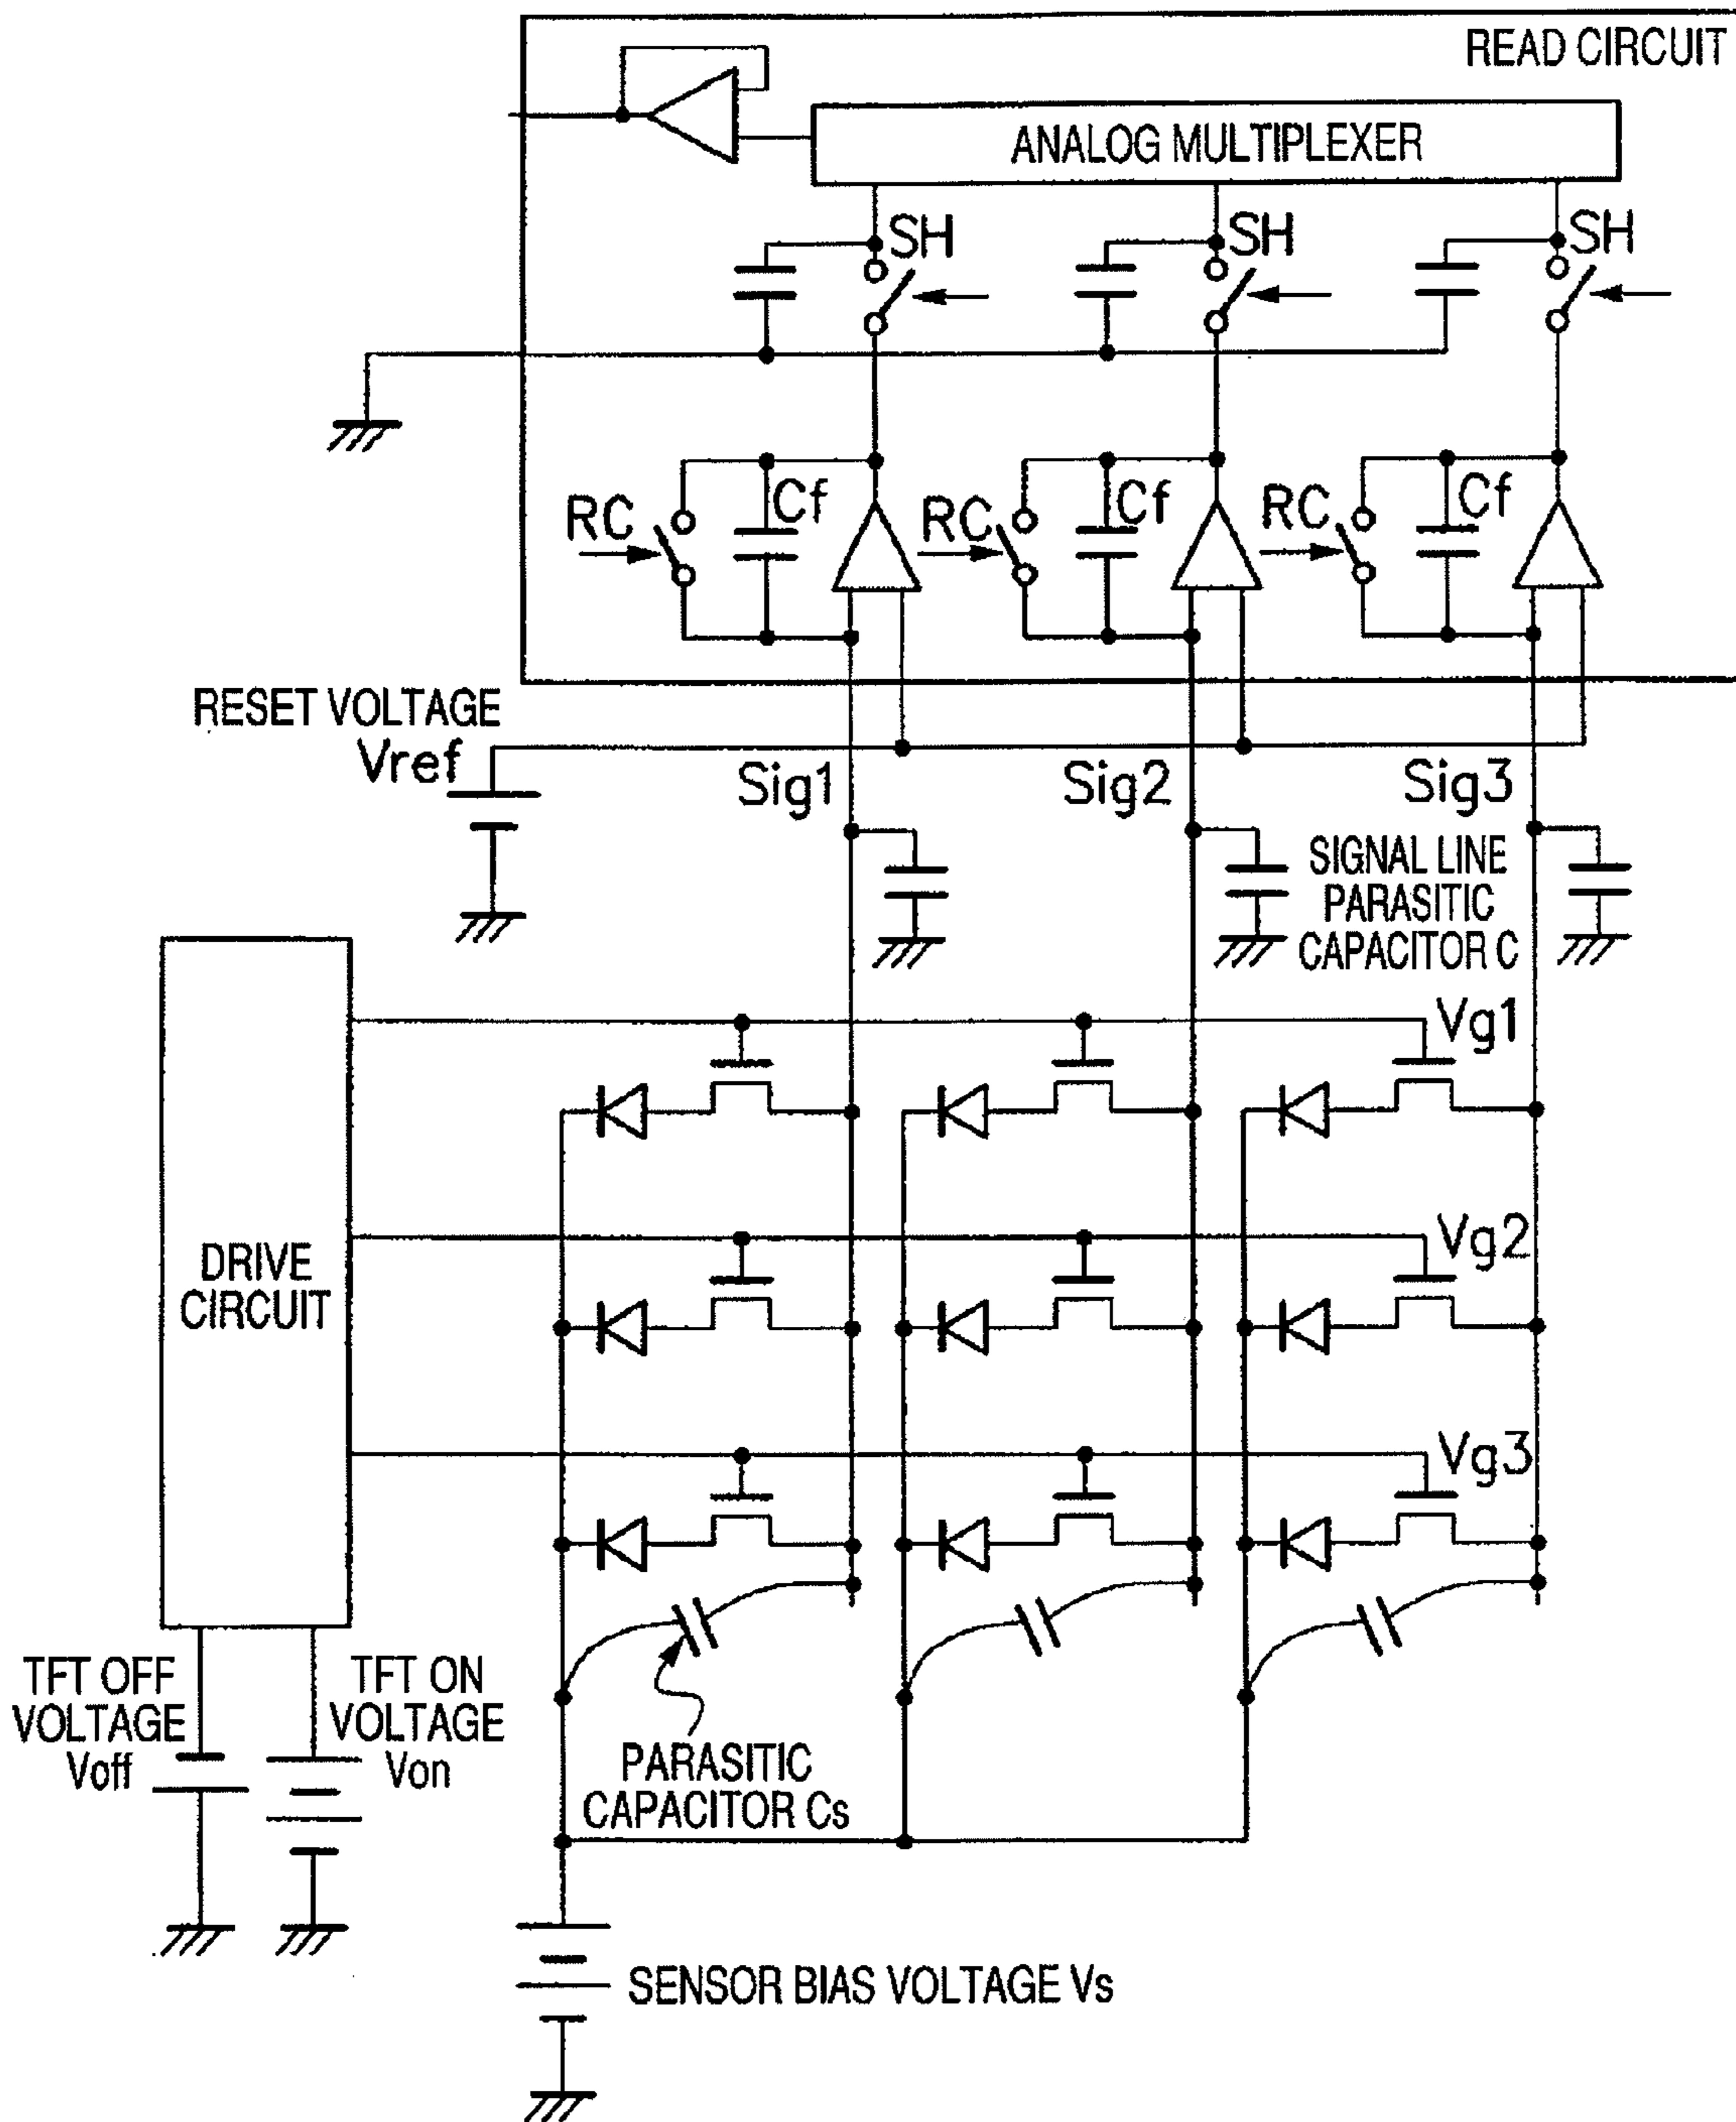 READ CIRCUIT
ANALOG MULTIPLEXER
SH
SH
SH
RC
Cf
RC
Cf
RC
Cf
RESET VOLTAGE
Vref
Sig1
Sig2
Sig3
SIGNAL LINE
PARASITIC
CAPACITOR C
Vg1
DRIVE
CIRCUIT
Vg2
Vg3
TFT OFF
VOLTAGE
Voff
TFT ON
VOLTAGE
Von
PARASITIC
CAPACITOR Cs
SENSOR BIAS VOLTAGE Vs